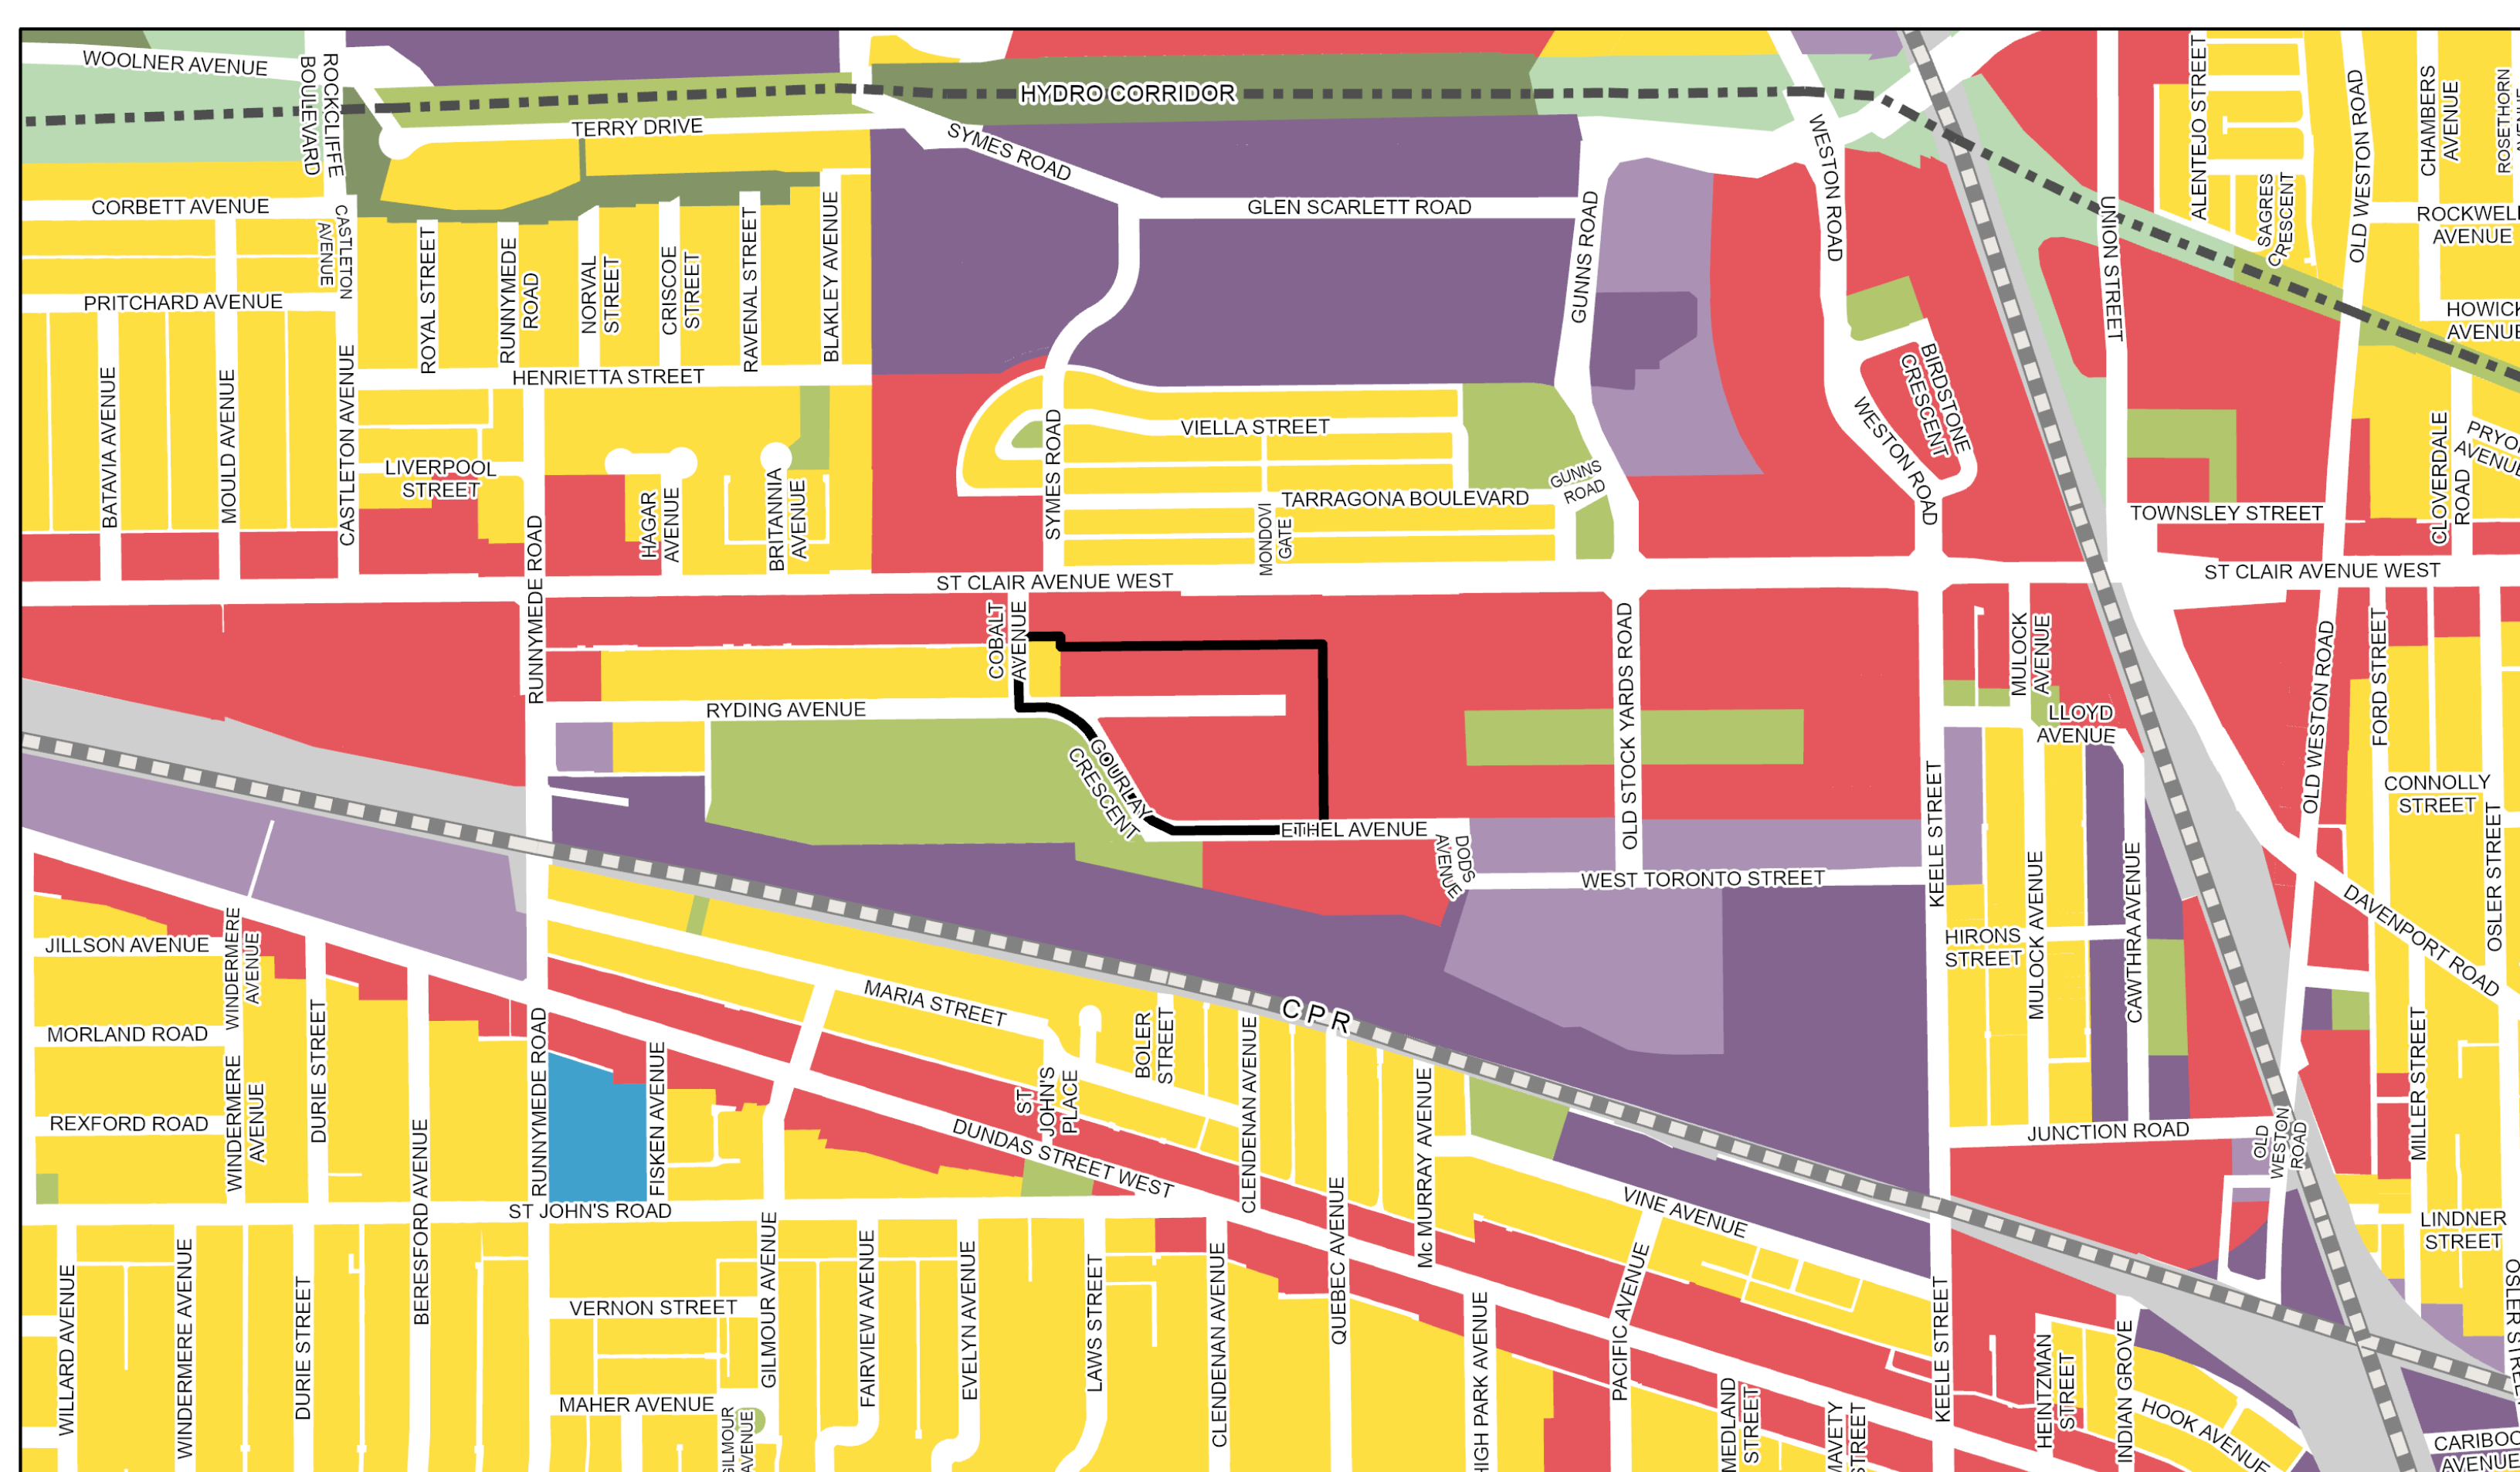 WOOLNER AVENUE
ROCKCLIFFE
BOULEVARD
HYDRO CORRIDOR
TERRY DRIVE
SYMES ROAD
WESTON ROAD
ALENTEJO STREET
OLD WESTON ROAD
CHAMBERS
AVENUE
ROSETHORN
CORBETT AVENUE
CASTLETON
AVENUE
GLEN SCARLETT ROAD
GUNNS ROAD
UNION STREET
SAGRES
CRESCENT
ROCKWELL
AVENUE
PRITCHARD AVENUE
ROYAL STREET
RUNNYMEDE
ROAD
NORVAL
STREET
CRISCOE
STREET
RAVENAL STREET
BLAKLEY AVENUE
HOWICK
AVENUE
BATAVIA AVENUE
MOULD AVENUE
CASTLETON AVENUE
HENRIETTA STREET
BIRDSTONE
CRESCENT
WESTON ROAD
LIVERPOOL
STREET
HAGAR
AVENUE
BRITANNIA
AVENUE
SYMES ROAD
VIELLA STREET
TARRAGONA BOULEVARD
MONDOVI
GATE
GUNNS
ROAD
CLOVERDALE
ROAD
AVENUE
TOWNSLEY STREET
ST CLAIR AVENUE WEST
ST CLAIR AVENUE WEST
RUNNYMEDE ROAD
COBALT
AVENUE
OLD STOCK YARDS ROAD
MULOCK
AVENUE
OLD WESTON ROAD
FORD STREET
RYDING AVENUE
GOURLAY
CRESCENT
LLOYD
AVENUE
CONNOLLY
STREET
ETHEL AVENUE
DODS
AVENUE
KEELE STREET
OSLER STREET
WEST TORONTO STREET
MULOCK AVENUE
CAWTHRA AVENUE
DAVENPORT ROAD
JILLSON AVENUE
WINDERMERE
AVENUE
HIRONS
STREET
MARIA STREET
CPR
MORLAND ROAD
DURIE STREET
RUNNYMEDE ROAD
FISKEN AVENUE
ST
JOHN'S
PLACE
BOLER
STREET
CLENDENAN AVENUE
Mc MURRAY AVENUE
MILLER STREET
REXFORD ROAD
WINDERMERE
AVENUE
BERESFORD AVENUE
DUNDAS STREET WEST
JUNCTION ROAD
OLD
WESTON
ROAD
ST JOHN'S ROAD
QUEBEC AVENUE
VINE AVENUE
LINDNER
STREET
WILLARD AVENUE
WINDERMERE AVENUE
DURIE STREET
VERNON STREET
GILMOUR AVENUE
FAIRVIEW AVENUE
EVELYN AVENUE
LAWS STREET
CLENDENAN AVENUE
HIGH PARK AVENUE
PACIFIC AVENUE
KEELE STREET
HEINTZMAN
STREET
INDIAN GROVE
OSLER STREET
MAHER AVENUE
GILMOUR
AVENUE
MEDLAND
STREET
MAVETY
STREET
HOOK AVENUE
AVENUE